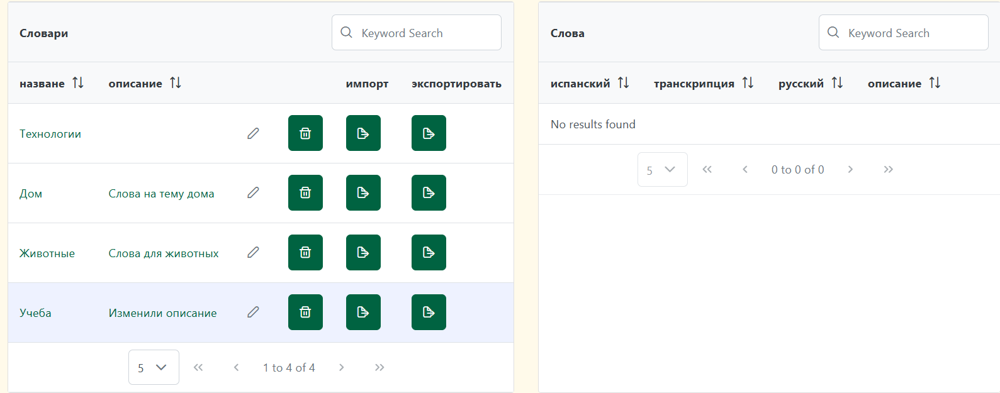 Словари
Keyword Search
назване
описание
импорт
экспортировать
Технологии
Дом
Слова на тему дома
Животные
Слова для животных
Учеба
Изменили описание
5
1 to 4 of 4
Слова
Keyword Search
испанский
транскрипция
русский
описание
No results found
5
0 to 0 of 0